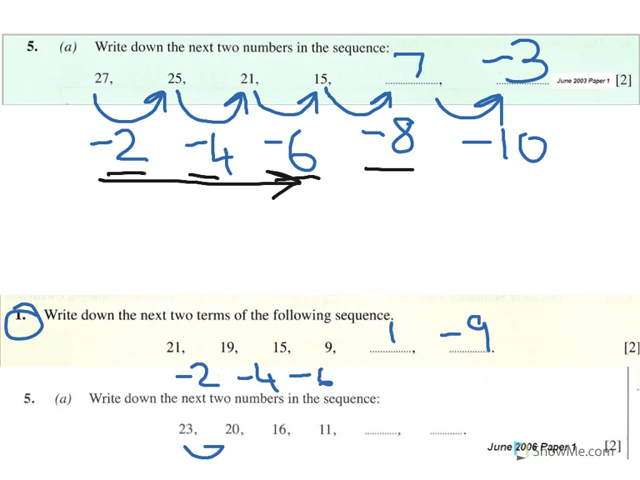 5. (a) Write down the next two numbers in the sequence:
7 -3
27, 25, 21, 15, ..............., ............... June 2003 Paper 1 [2]
-2 -4 -6 -8 -10
1. Write down the next two terms of the following sequence.
1 -9
21, 19, 15, 9, ............, ............. [2]
-2 -4 -6
5. (a) Write down the next two numbers in the sequence:
23, 20, 16, 11, ..........., ...........
June 2006 Paper 1 [2]
ShowMe.com